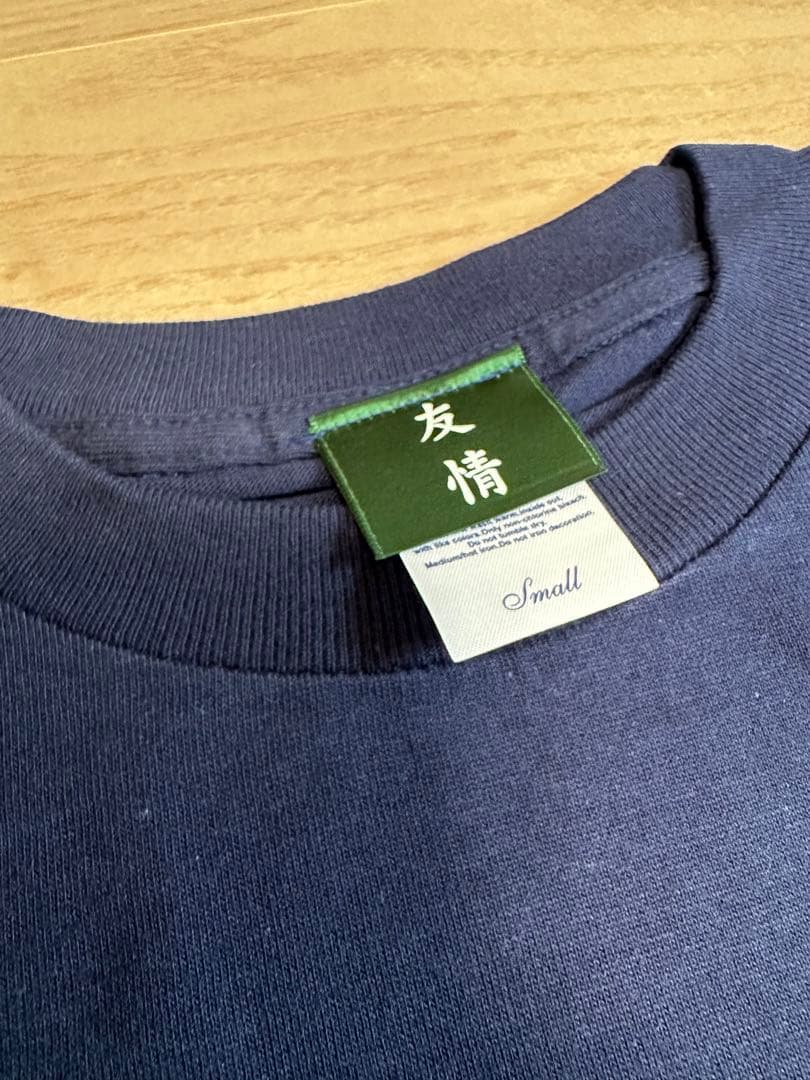 友
情
with like colors.Only non-chlorine bleach.
Do not tumble dry.
Medium/hot iron.Do not iron decoration.
Small